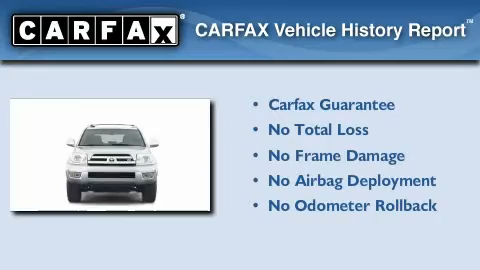 CARFAX® CARFAX Vehicle History Report™
• Carfax Guarantee
• No Total Loss
• No Frame Damage
• No Airbag Deployment
• No Odometer Rollback